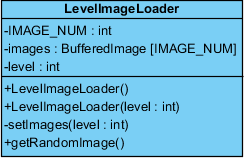 LevelImageLoader
-IMAGE_NUM : int
-images : BufferedImage [IMAGE_NUM]
-level : int
+LevelImageLoader()
+LevelImageLoader(level : int)
-setImages(level : int)
+getRandomImage()